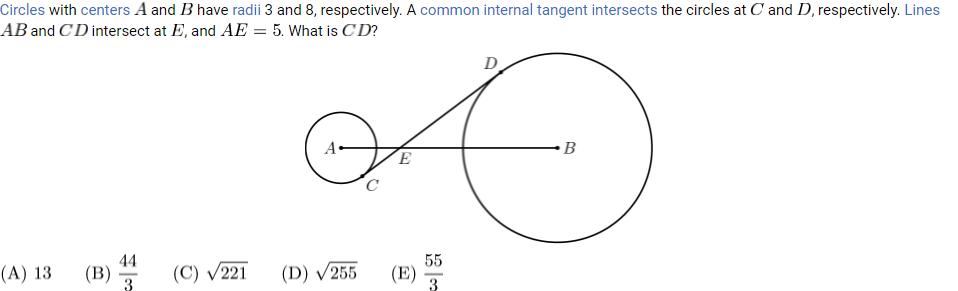 Circles with centers A and B have radii 3 and 8, respectively. A common internal tangent intersects the circles at C and D, respectively. Lines
AB and CD intersect at E, and AE = 5. What is CD?
D
A
B
E
C
(A) 13 (B) 44/3 (C) √221 (D) √255 (E) 55/3